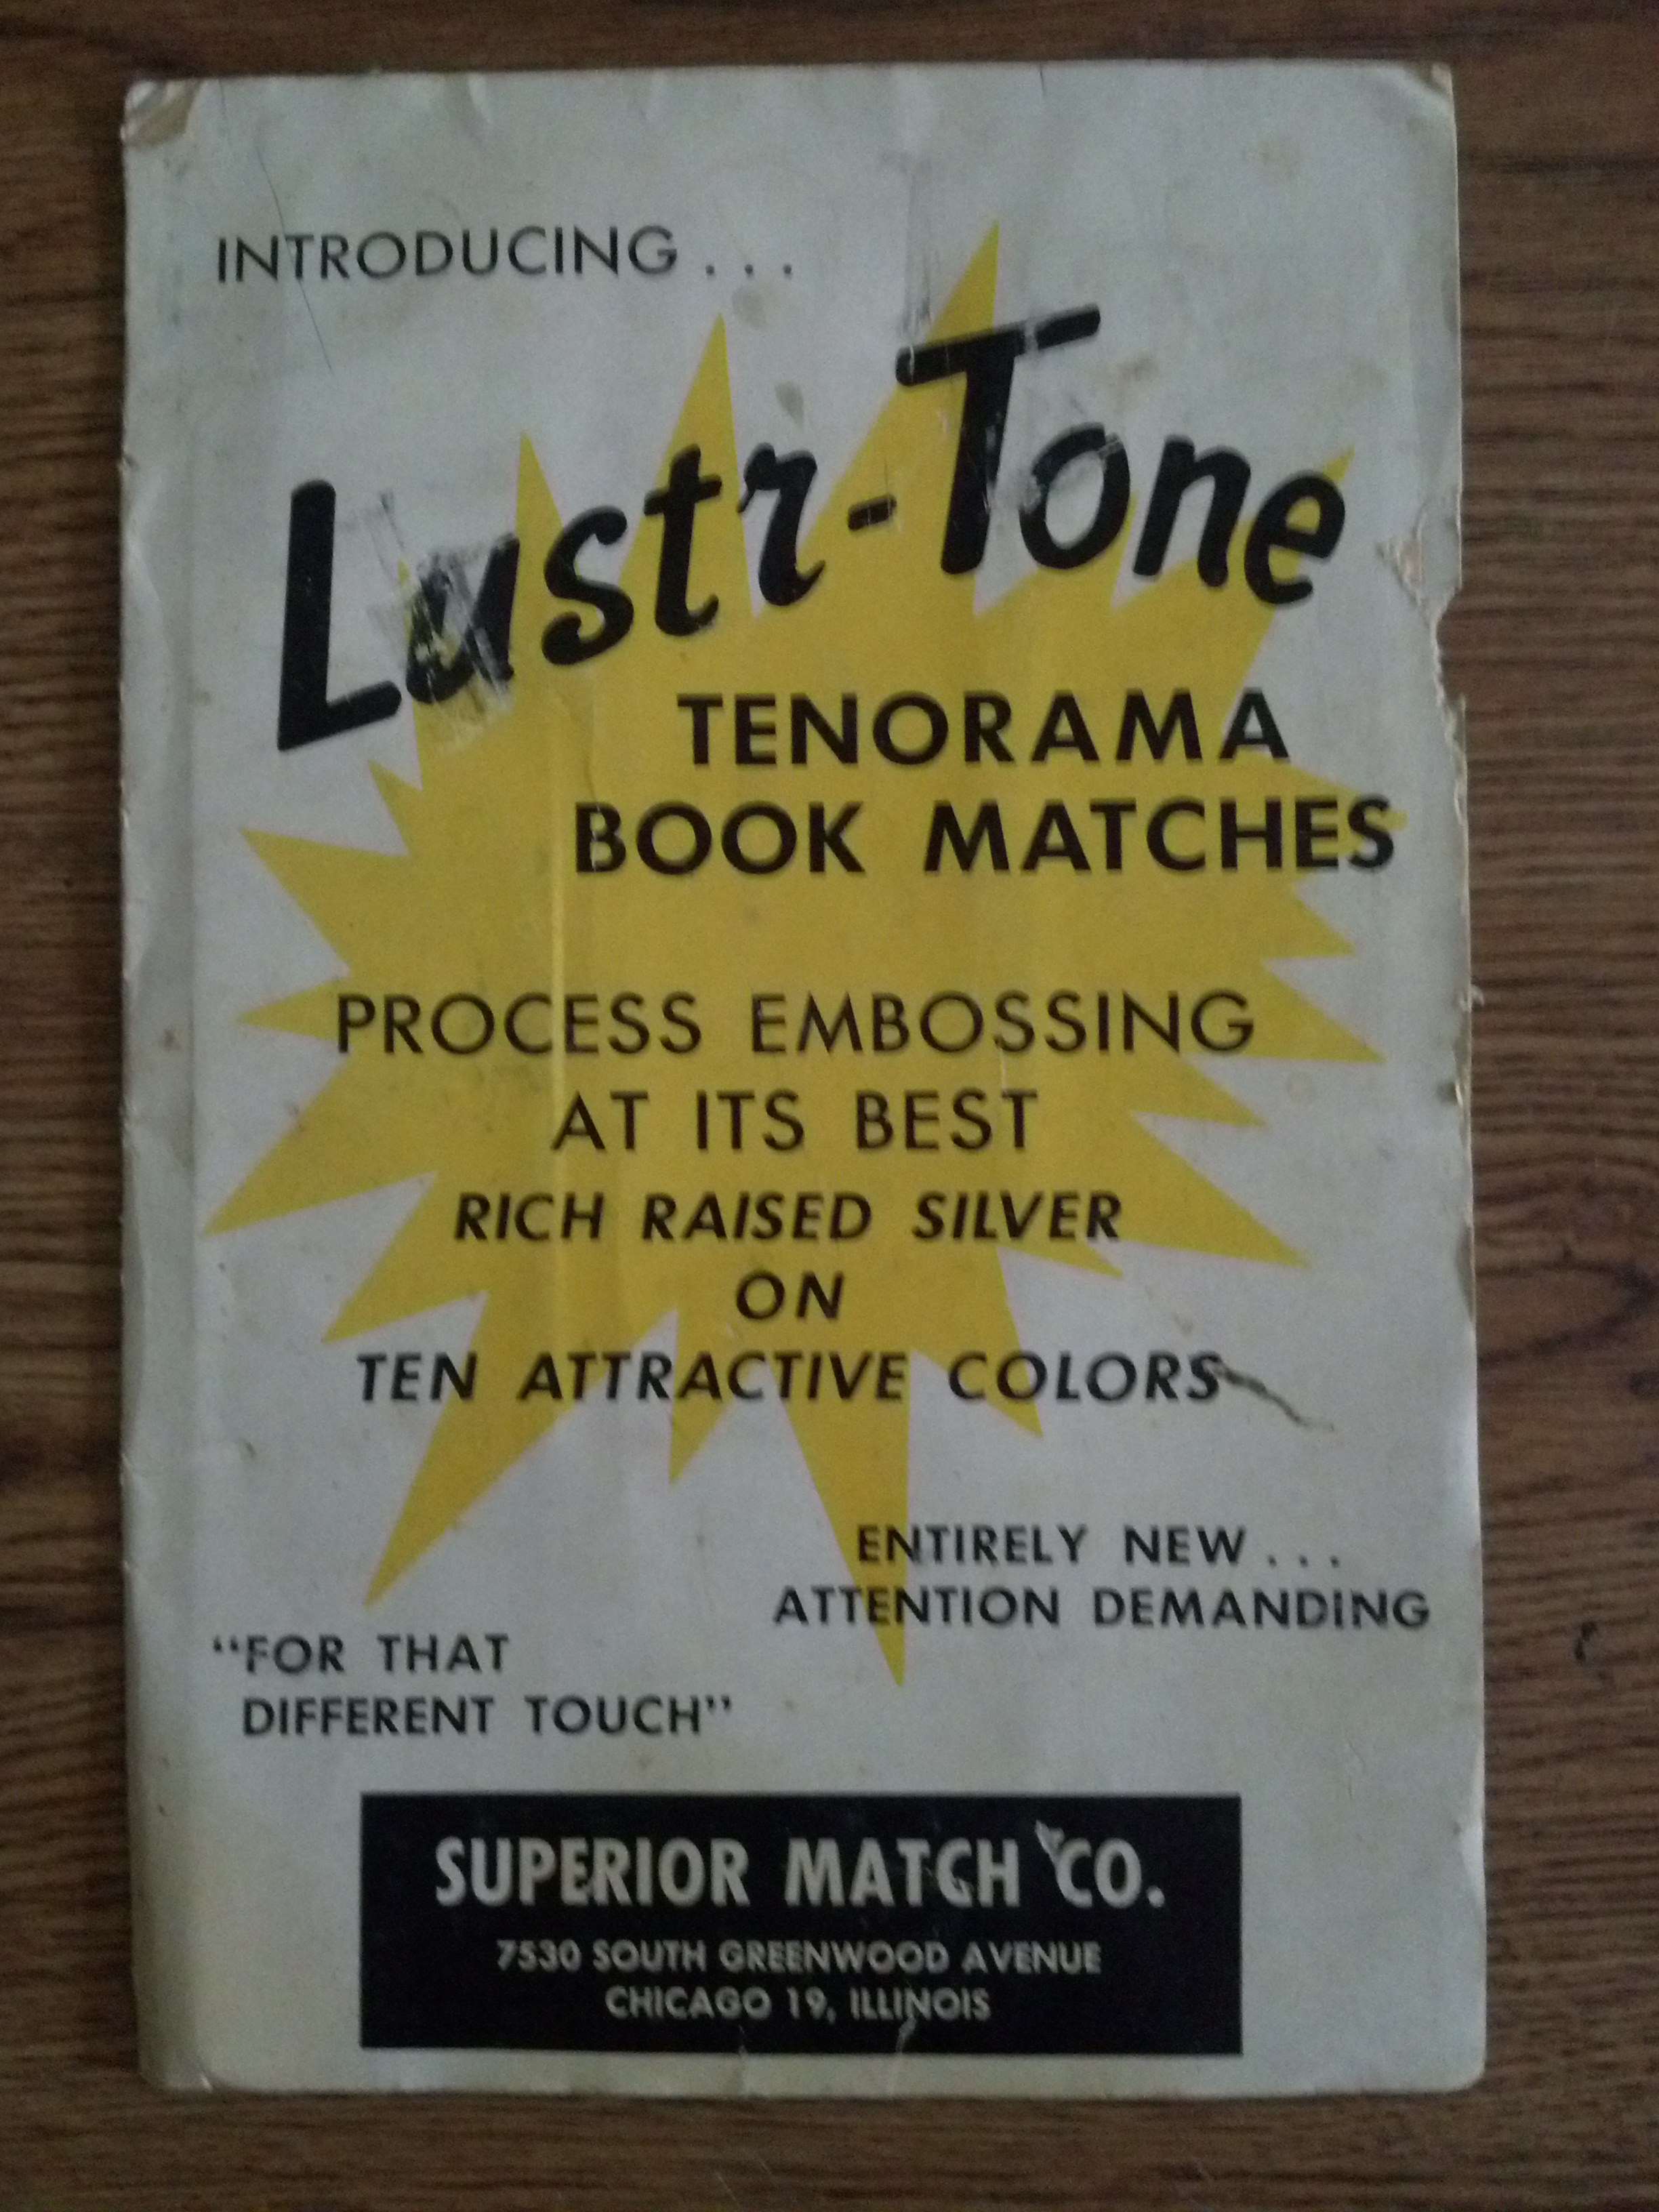 INTRODUCING . . .
Lustr-Tone
TENORAMA
BOOK MATCHES
PROCESS EMBOSSING
AT ITS BEST
RICH RAISED SILVER
ON
TEN ATTRACTIVE COLORS
ENTIRELY NEW . . .
ATTENTION DEMANDING
“FOR THAT
DIFFERENT TOUCH”
SUPERIOR MATCH CO.
7530 SOUTH GREENWOOD AVENUE
CHICAGO 19, ILLINOIS